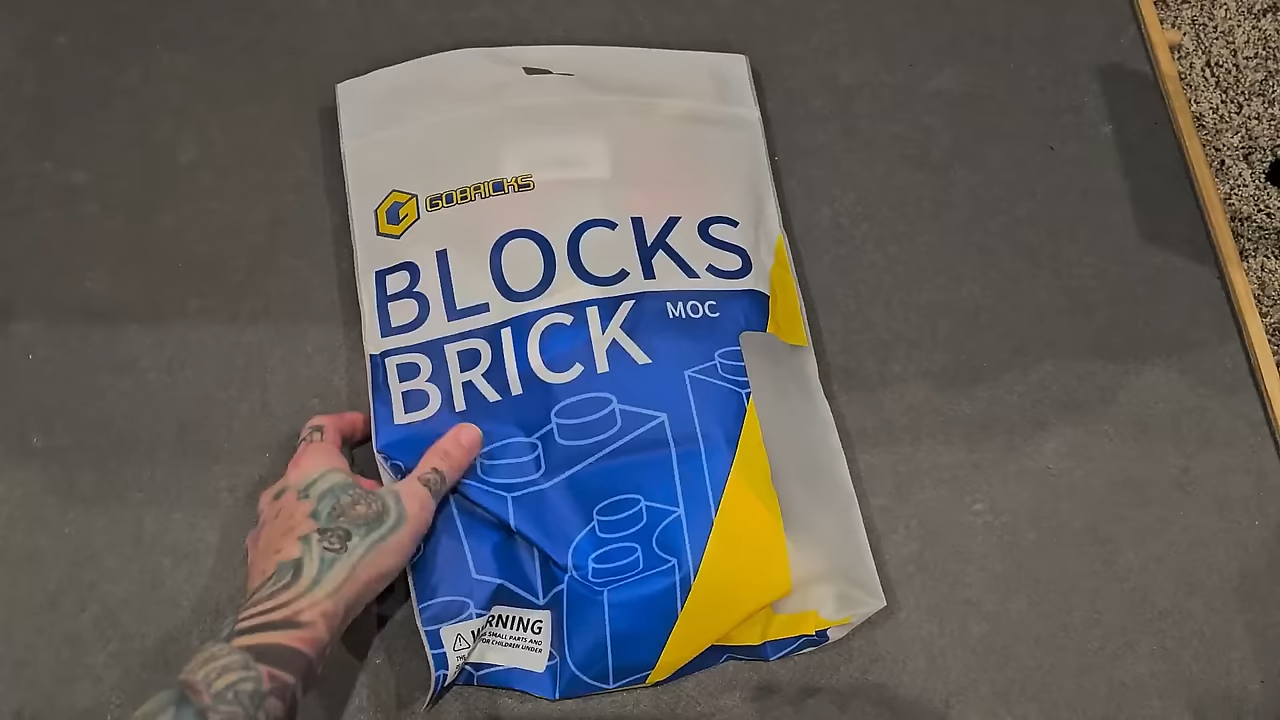 GOBRICKS
BLOCKS
BRICK MOC
RNING
SMALL PARTS AND
FOR CHILDREN UNDER